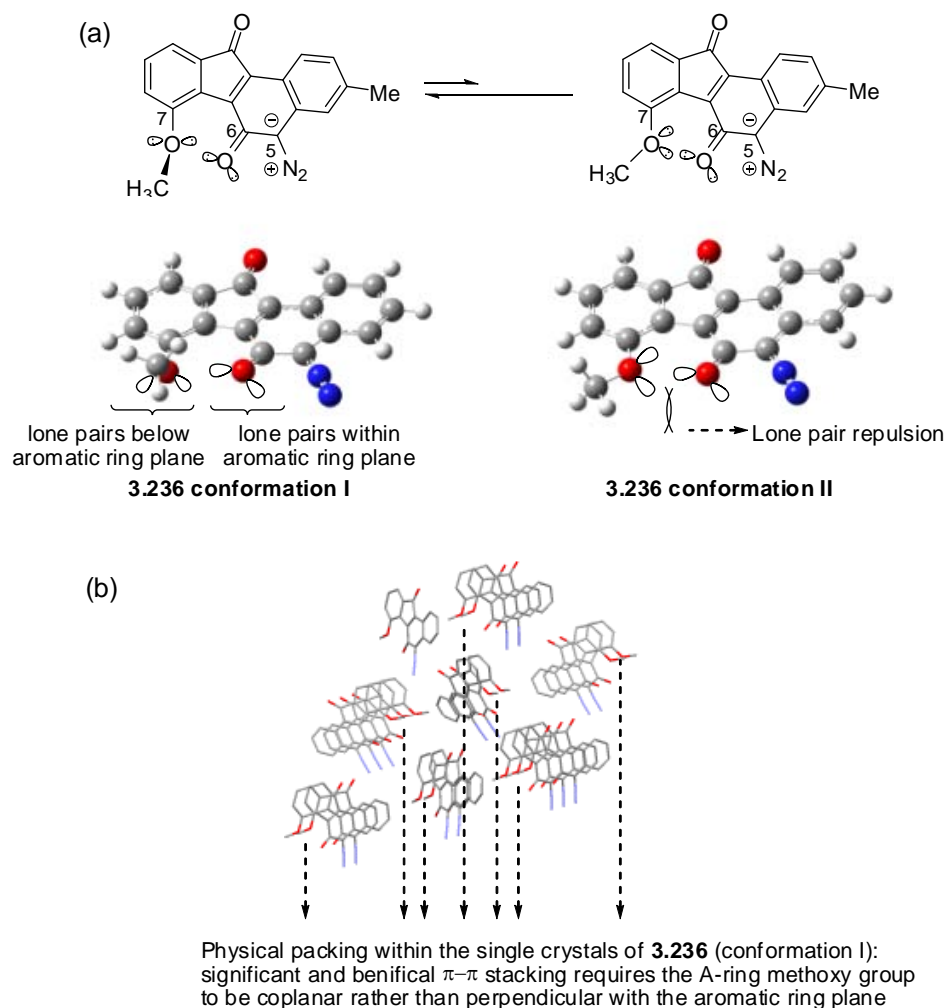 (a)
O
O
7
6
5
O
O
N2
H3C
Me
⊖
⊕
7
6
5
O
O
N2
H3C
Me
⊖
⊕
lone pairs below
aromatic ring plane
lone pairs within
aromatic ring plane
Lone pair repulsion
3.236 conformation I
3.236 conformation II
(b)
Physical packing within the single crystals of 3.236 (conformation I):
significant and benifical π−π stacking requires the A-ring methoxy group
to be coplanar rather than perpendicular with the aromatic ring plane